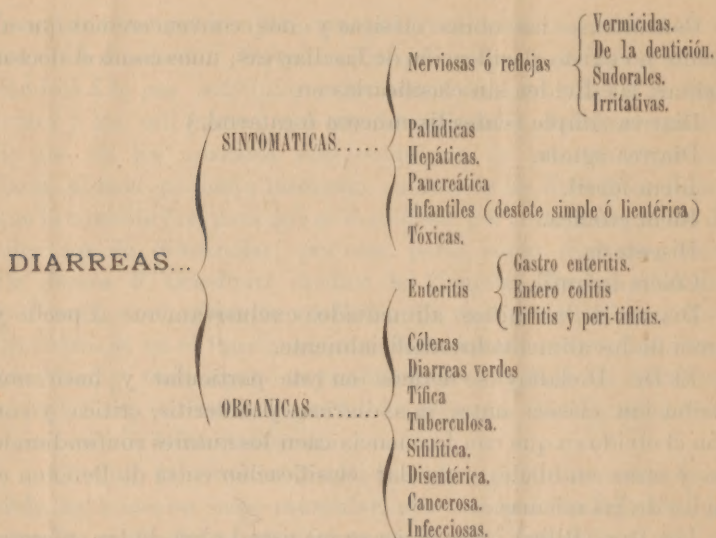 Vermicidas.
De la dentición.
Nerviosas ó reflejas
Sudorales.
Irritativas.
SINTOMATICAS.....
Palúdicas
Hepáticas.
Pancreática
Infantiles (destete simple ó lientérica)
Tóxicas.
DIARREAS...
Gastro enteritis.
Enteritis
Entero colitis
Tiflitis y peri-tiflitis.
Cóleras
Diarreas verdes
ORGANICAS.........
Tífica
Tuberculosa.
Sifilítica.
Disentérica.
Cancerosa.
Infecciosas.